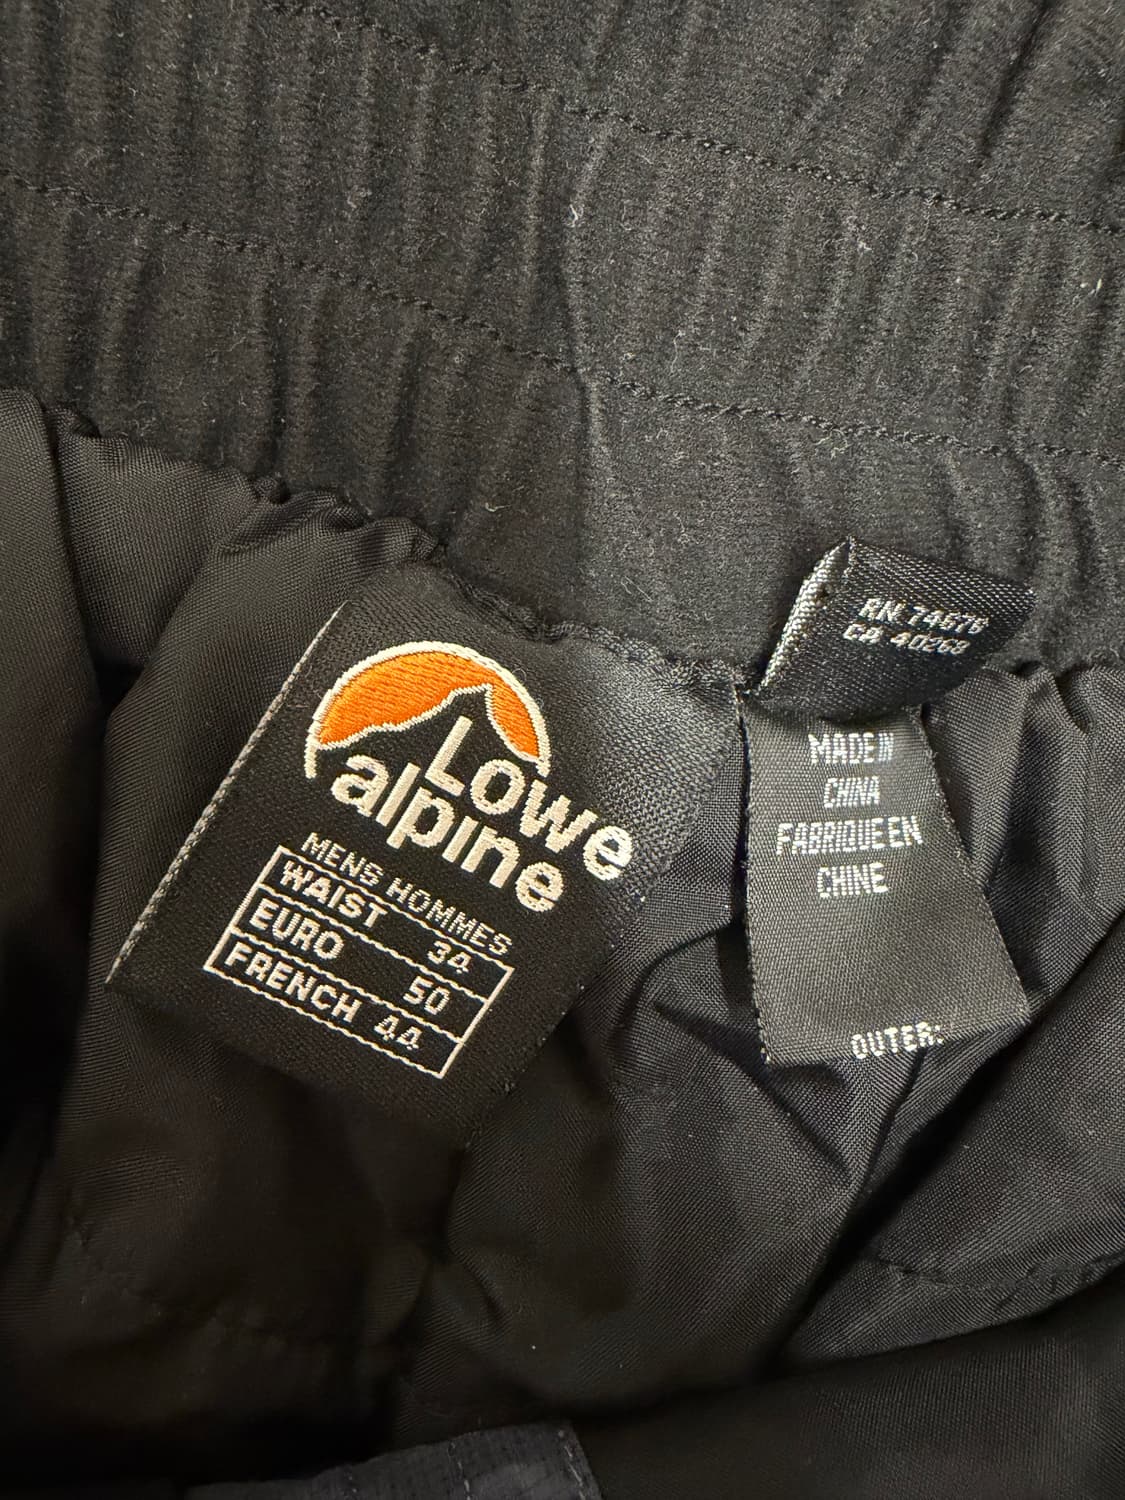 Lowe
alpine
MENS HOMMES
WAIST 34
EURO 50
FRENCH 44
RN 74676
CA 40268
MADE IN
CHINA
FABRIQUE EN
CHINE
OUTER: